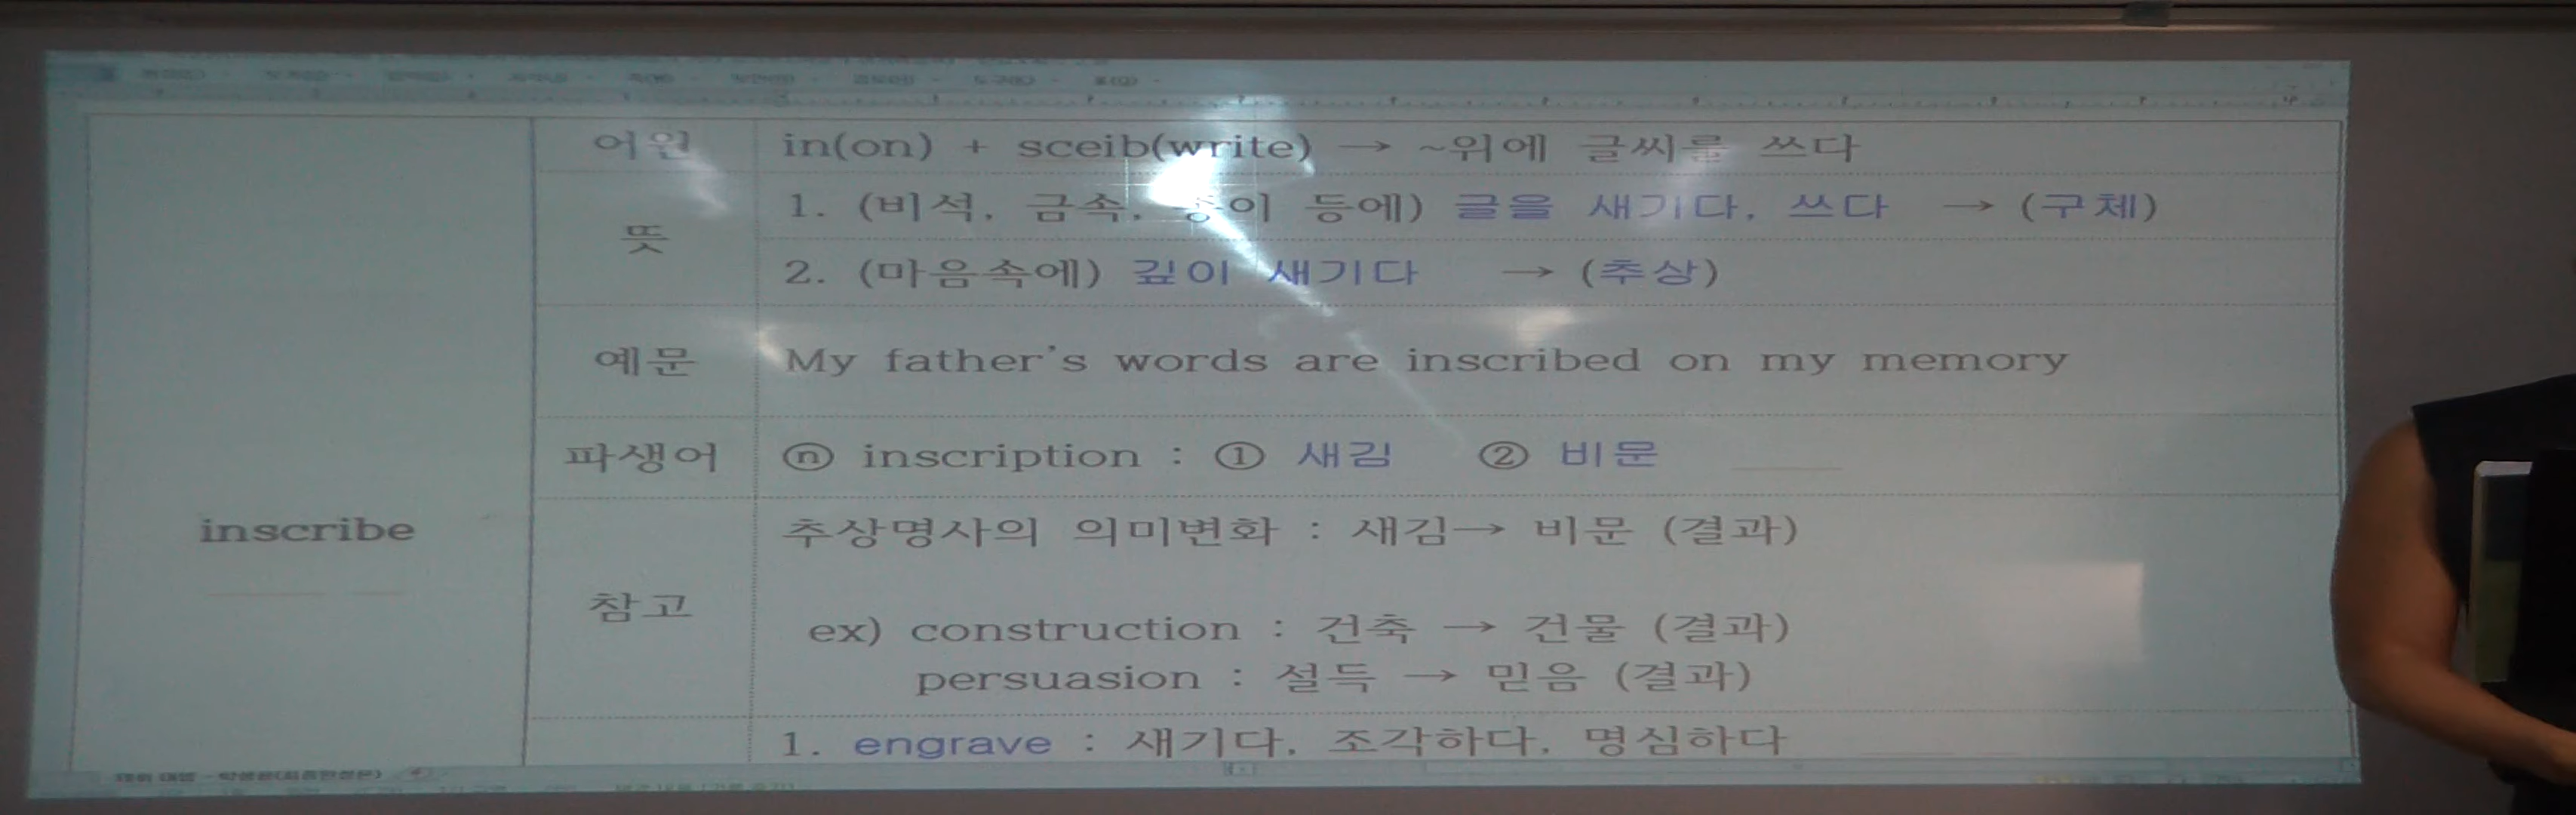 어원 in(on) + sceib(write) → ~위에 글씨를 쓰다
뜻
1. (비석, 금속, 등에) 글을 새기다, 쓰다 → (구체)
2. (마음속에) 깊이 새기다 → (추상)
예문 My father's words are inscribed on my memory
파생어 ⓝ inscription : ① 새김 ② 비문
inscribe
참고
추상명사의 의미변화 : 새김→ 비문 (결과)
ex) construction : 건축 → 건물 (결과)
persuasion : 설득 → 믿음 (결과)
1. engrave : 새기다, 조각하다, 명심하다